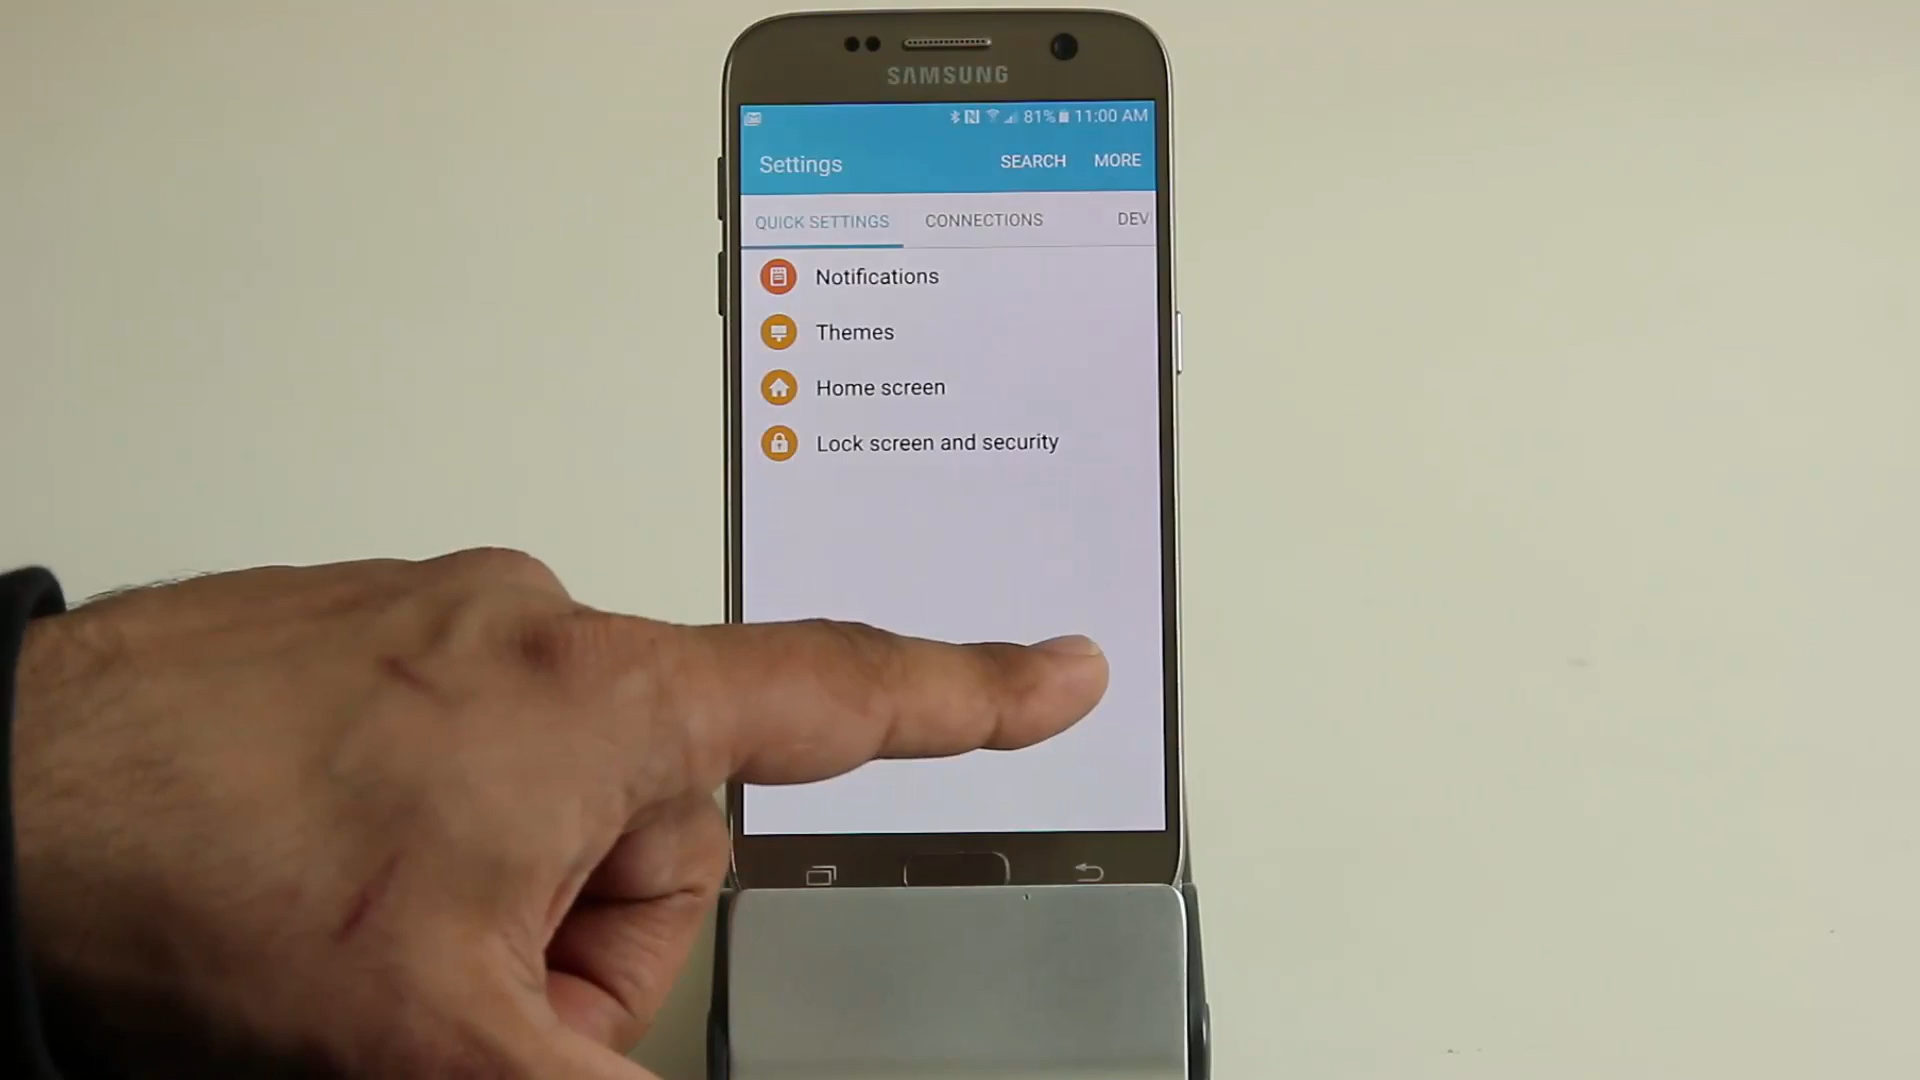 SAMSUNG
81% 11:00 AM
Settings SEARCH MORE
QUICK SETTINGS CONNECTIONS DEV
Notifications
Themes
Home screen
Lock screen and security